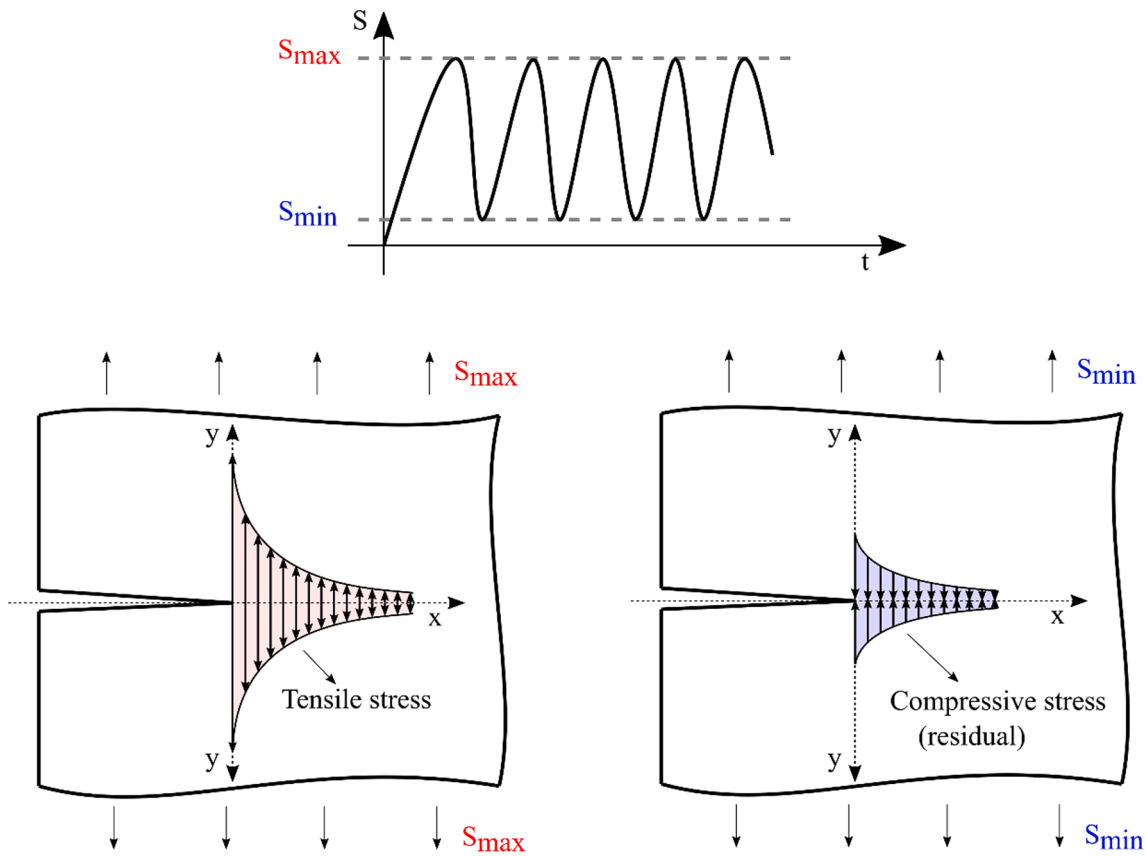 S
Smax
Smin
t
Smax
Smin
y
y
x
x
Tensile stress
Compressive stress
(residual)
y
y
Smax
Smin